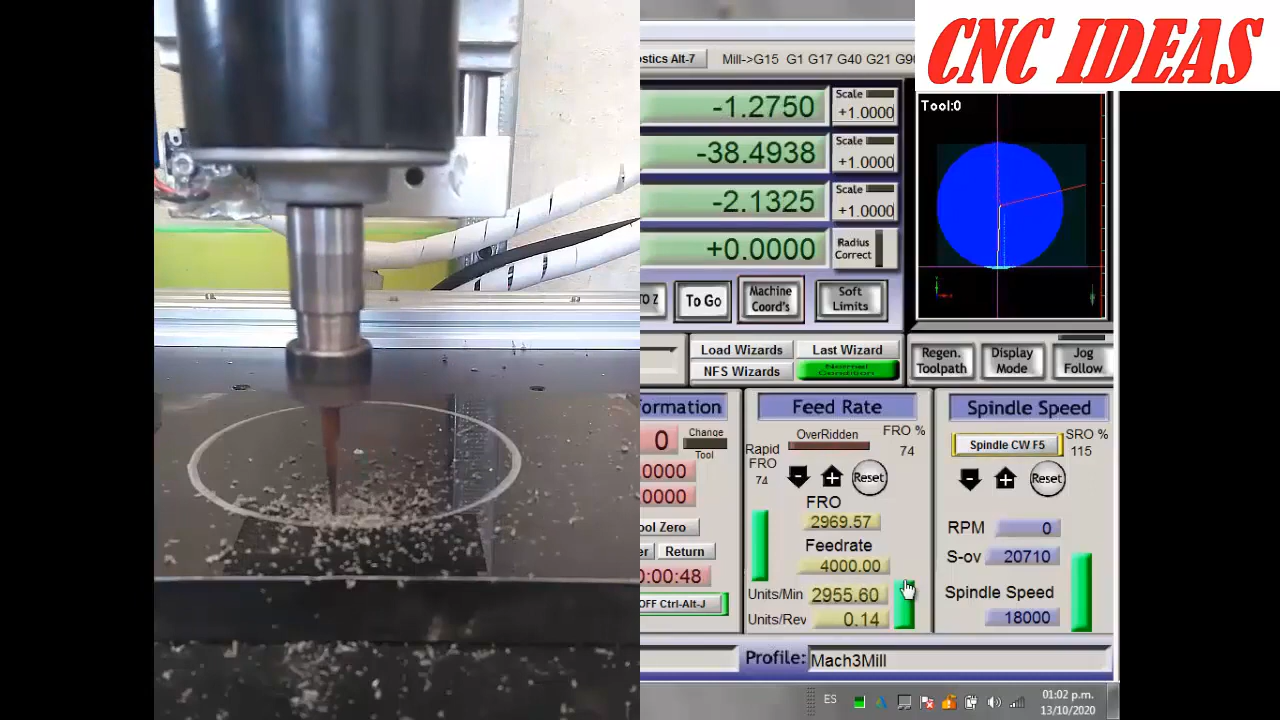 CNC IDEAS
stics Alt-7
Mill->G15 G1 G17 G40 G21 G90
Tool:0
-1.2750
Scale
+1.0000
-38.4938
Scale
+1.0000
-2.1325
Scale
+1.0000
+0.0000
Radius
Correct
TO Z
To Go
Machine
Coord's
Soft
Limits
Load Wizards
Last Wizard
NFS Wizards
Normal
Condition
Regen.
Toolpath
Display
Mode
Jog
Follow
ormation
0
Change
Tool
0000
0000
ool Zero
er
Return
0:00:48
OFF Ctrl-Alt-J
Feed Rate
OverRidden
FRO %
74
Rapid
FRO
74
Reset
FRO
2969.57
Feedrate
4000.00
Units/Min
2955.60
Units/Rev
0.14
Spindle Speed
Spindle CW F5
SRO %
115
Reset
RPM
0
S-ov
20710
Spindle Speed
18000
Profile:
Mach3Mill
ES
01:02 p.m.
13/10/2020